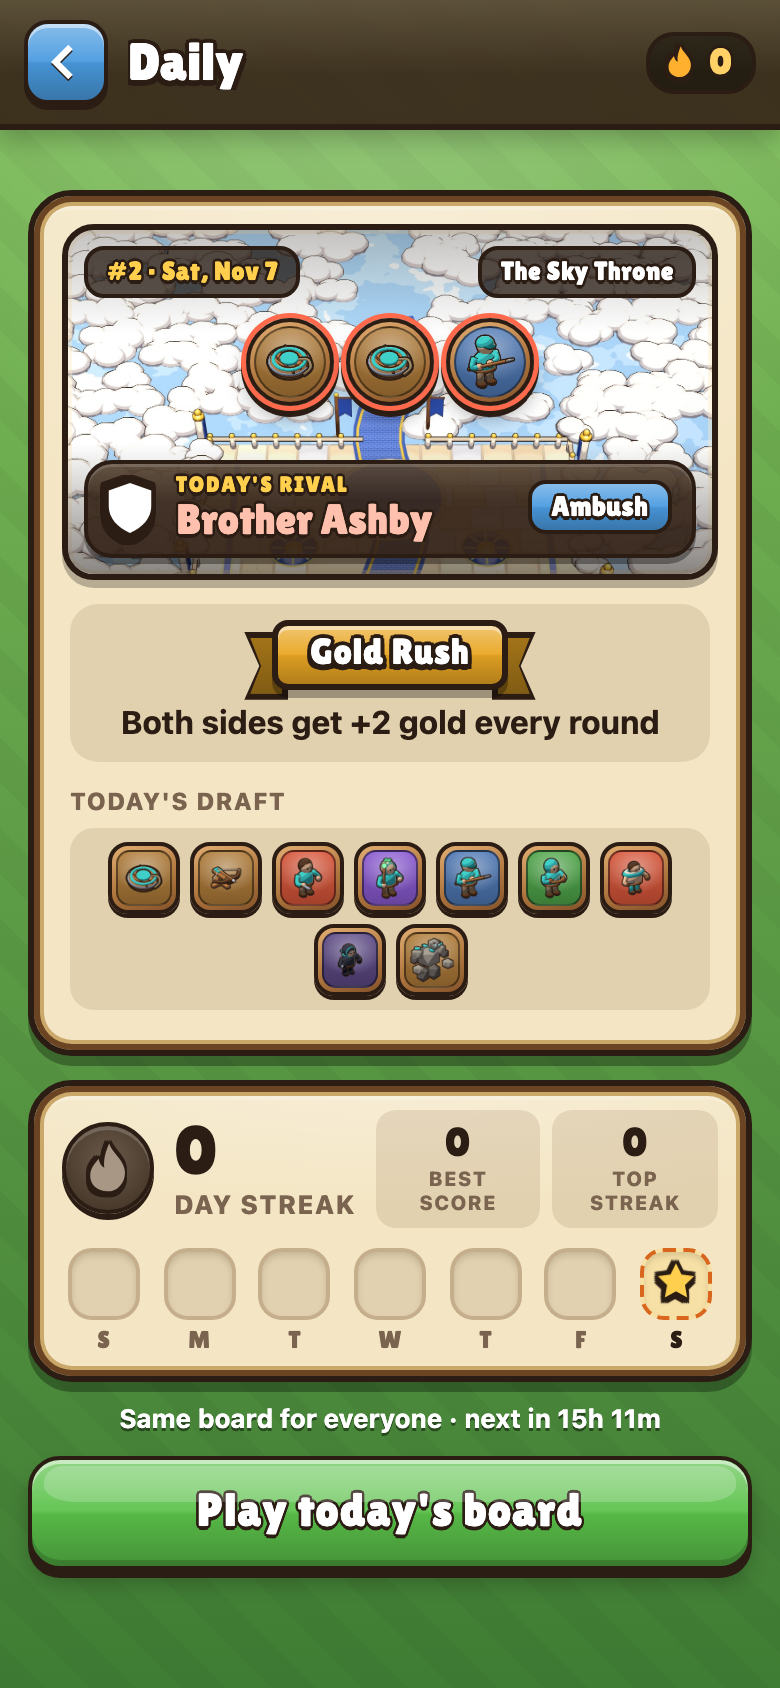 Daily
0
#2 · Sat, Nov 7
The Sky Throne
TODAY'S RIVAL
Brother Ashby
Ambush
Gold Rush
Both sides get +2 gold every round
TODAY'S DRAFT
0
DAY STREAK
0
BEST
SCORE
0
TOP
STREAK
S M T W T F S
Same board for everyone · next in 15h 11m
Play today's board